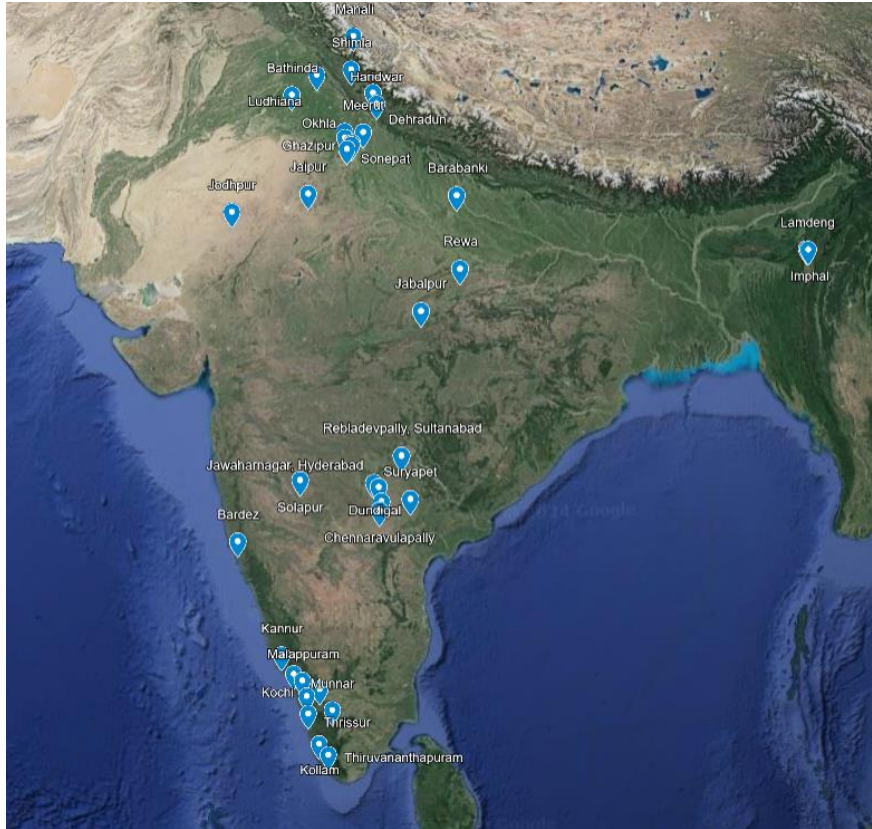 Manali
Shimla
Bathinda
Haridwar
Ludhiana
Meerut
Dehradun
Okhla
Ghazipur
Sonepat
Jaipur
Barabanki
Jodhpur
Lamdeng
Rewa
Imphal
Jabalpur
Rebladevpally, Sultanabad
Jawaharnagar, Hyderabad
Suryapet
Solapur
Dundigal
Bardez
Chennaravulapally
Kannur
Malappuram
Munnar
Kochi
Thrissur
Thiruvananthapuram
Kollam